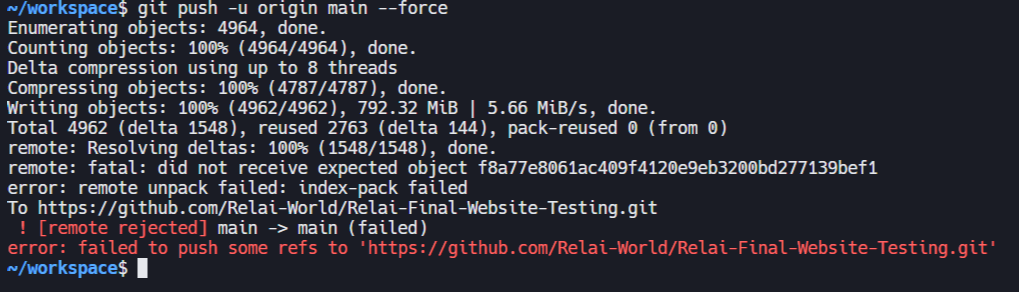 ~/workspace$ git push -u origin main --force
Enumerating objects: 4964, done.
Counting objects: 100% (4964/4964), done.
Delta compression using up to 8 threads
Compressing objects: 100% (4787/4787), done.
Writing objects: 100% (4962/4962), 792.32 MiB | 5.66 MiB/s, done.
Total 4962 (delta 1548), reused 2763 (delta 144), pack-reused 0 (from 0)
remote: Resolving deltas: 100% (1548/1548), done.
remote: fatal: did not receive expected object f8a77e8061ac409f4120e9eb3200bd277139bef1
error: remote unpack failed: index-pack failed
To https://github.com/Relai-World/Relai-Final-Website-Testing.git
 ! [remote rejected] main -> main (failed)
error: failed to push some refs to 'https://github.com/Relai-World/Relai-Final-Website-Testing.git'
~/workspace$